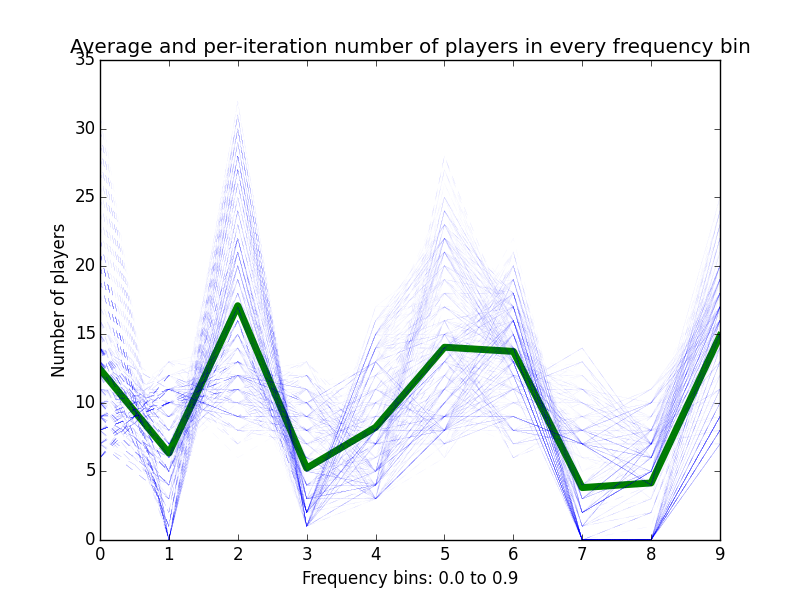 Average and per-iteration number of players in every frequency bin
35
30
25
20
15
10
5
0
Number of players
0 1 2 3 4 5 6 7 8 9
Frequency bins: 0.0 to 0.9